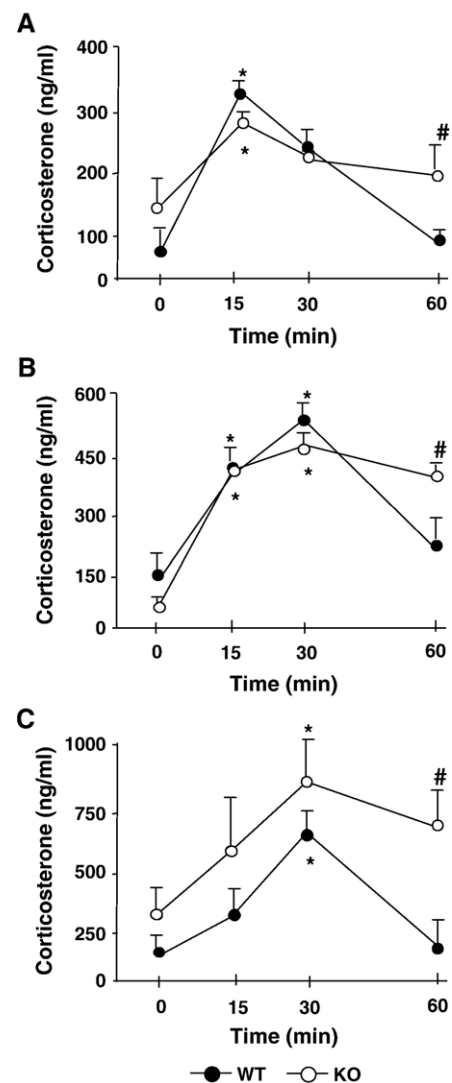 A
Corticosterone (ng/ml)
400
300
200
100
0
*
*
#
0 15 30 60
Time (min)
B
Corticosterone (ng/ml)
600
450
300
150
0
*
*
*
*
#
0 15 30 60
Time (min)
C
Corticosterone (ng/ml)
1000
750
500
250
0
*
*
#
0 15 30 60
Time (min)
WT KO